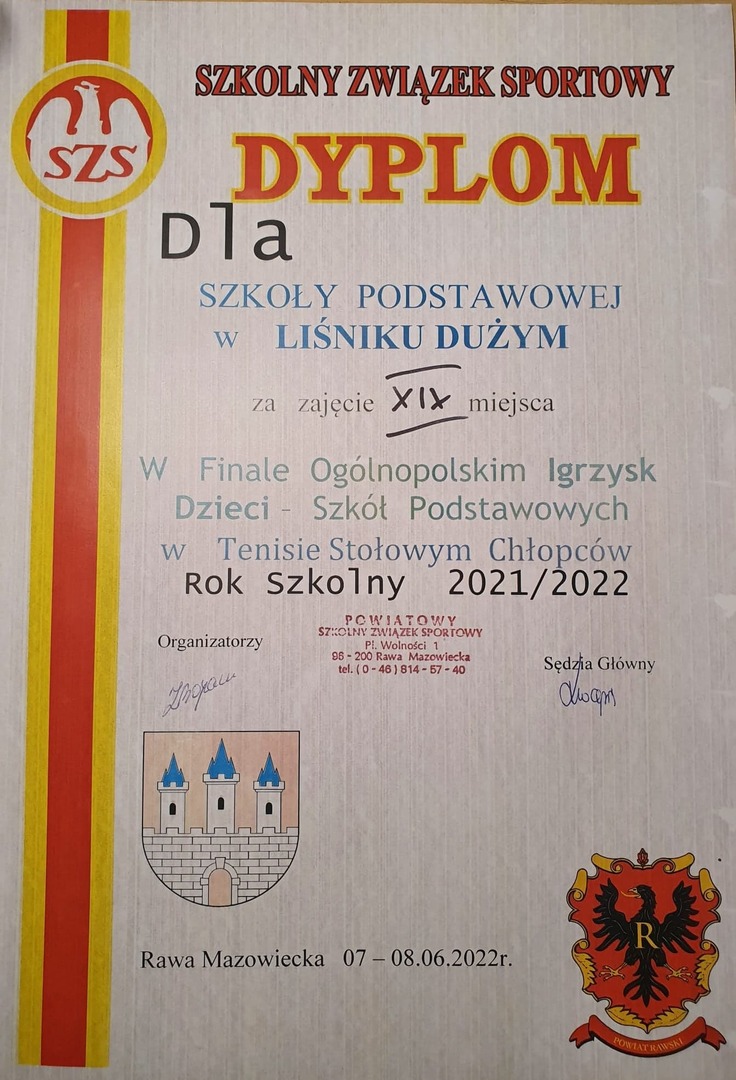 SZKOLNY ZWIĄZEK SPORTOWY
SZS
DYPLOM
Dla
SZKOŁY PODSTAWOWEJ
w LIŚNIKU DUŻYM
za zajęcie XIX miejsca
W Finale Ogólnopolskim Igrzysk
Dzieci - Szkół Podstawowych
w Tenisie Stołowym Chłopców
Rok Szkolny 2021/2022
POWIATOWY
SZKOLNY ZWIĄZEK SPORTOWY
Pl. Wolności 1
96 - 200 Rawa Mazowiecka
tel. ( 0 - 46 ) 814 - 57 - 40
Organizatorzy
Sędzia Główny
R
Rawa Mazowiecka 07 – 08.06.2022r.
POWIAT RAWSKI